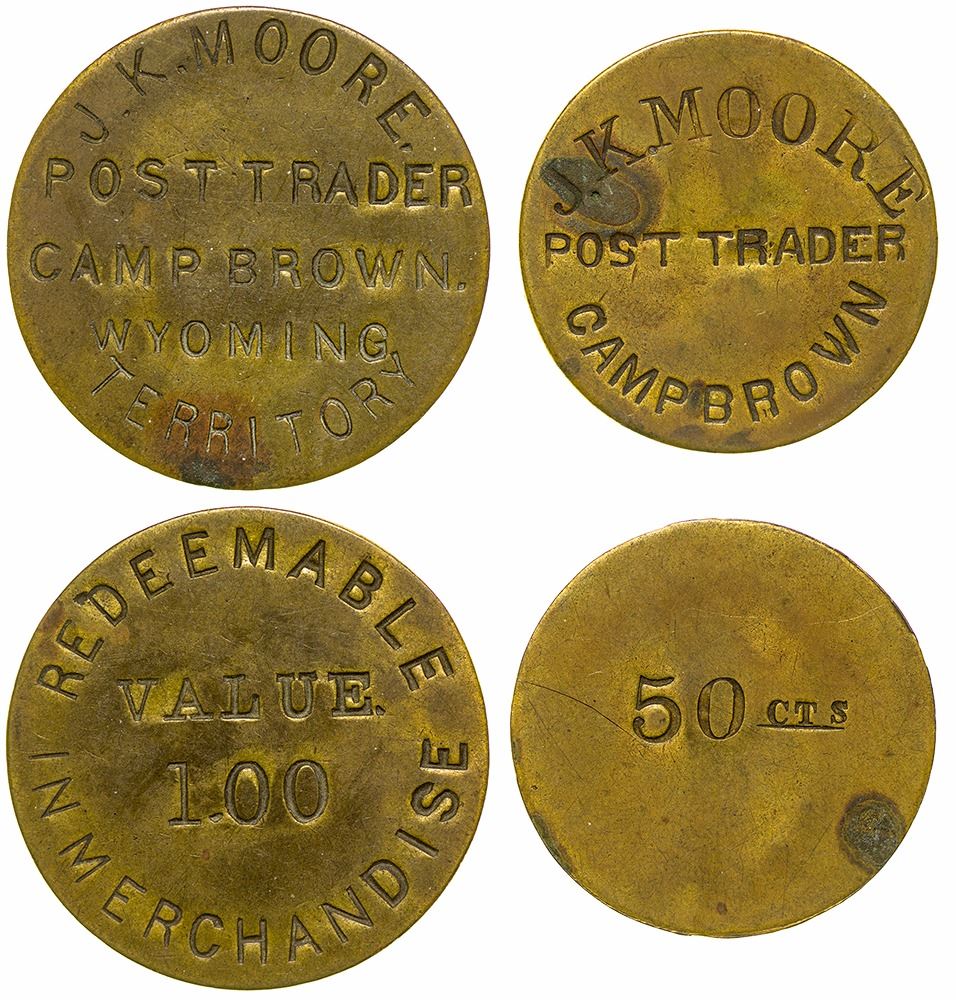 J.K.MOORE,
POST TRADER
CAMP BROWN.
WYOMING
TERRITORY
J.K.MOORE
POST TRADER
CAMP BROWN
REDEEMABLE
VALUE.
1.00
IN MERCHANDISE
50 CTS